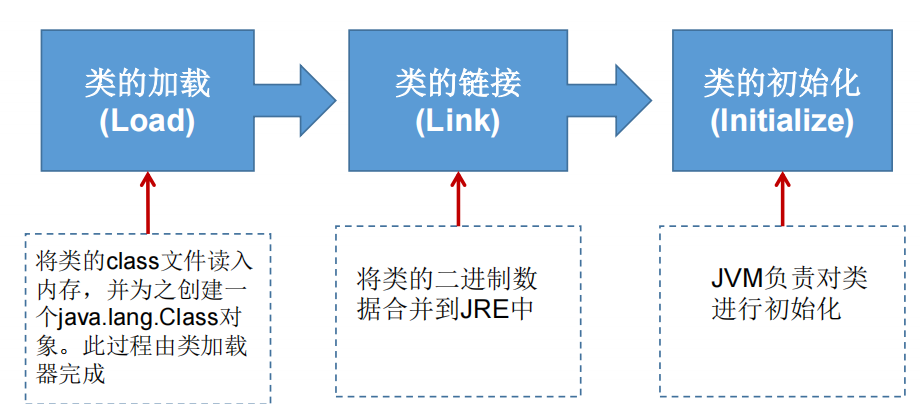 类的加载
(Load)
类的链接
(Link)
类的初始化
(Initialize)
将类的class文件读入
内存，并为之创建一
个java.lang.Class对
象。此过程由类加载
器完成
将类的二进制数
据合并到JRE中
JVM负责对类
进行初始化